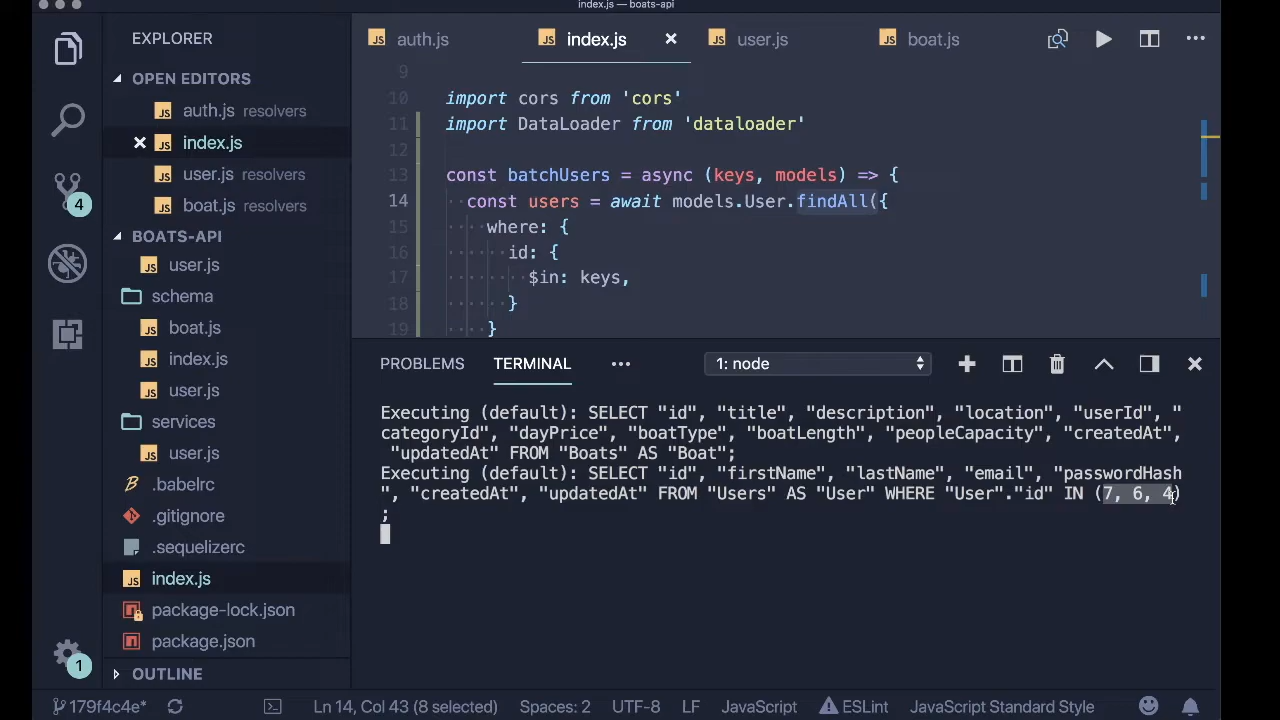 index.js — boats-api
EXPLORER
OPEN EDITORS
auth.js resolvers
index.js
user.js resolvers
boat.js resolvers
BOATS-API
user.js
schema
boat.js
index.js
user.js
services
user.js
.babelrc
.gitignore
.sequelizerc
index.js
package-lock.json
package.json
OUTLINE
4
1
auth.js index.js user.js boat.js
9
10 import cors from 'cors'
11 import DataLoader from 'dataloader'
12
13 const batchUsers = async (keys, models) => {
14 const users = await models.User.findAll({
15 where: {
16 id: {
17 $in: keys,
18 }
19 }
PROBLEMS TERMINAL ••• 1: node
Executing (default): SELECT "id", "title", "description", "location", "userId", "
categoryId", "dayPrice", "boatType", "boatLength", "peopleCapacity", "createdAt",
"updatedAt" FROM "Boats" AS "Boat";
Executing (default): SELECT "id", "firstName", "lastName", "email", "passwordHash
", "createdAt", "updatedAt" FROM "Users" AS "User" WHERE "User"."id" IN (7, 6, 4)
;
179f4c4e* Ln 14, Col 43 (8 selected) Spaces: 2 UTF-8 LF JavaScript ESLint JavaScript Standard Style